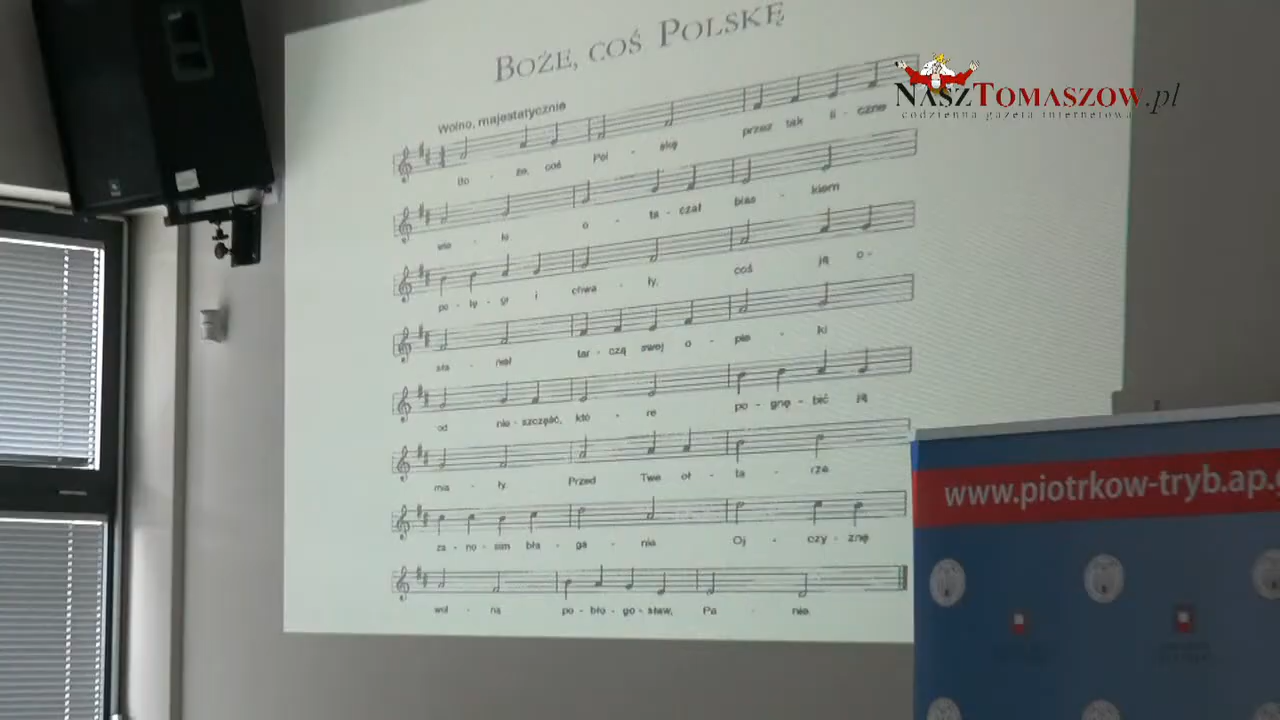 BOŻE, COŚ POLSKĘ
NASZTOMASZOW.pl
codzienna gazeta internetowa
Wolno, majestatycznie
Bo - że, coś Pol - skę przez tak li - czne
wie - ki o - ta - czał blas - kiem
po - tę - gi i chwa - ły, coś ją o -
sła - niał tar - czą swej o - pie - ki
od nie - szczęść, któ - re po - gnę - bić ją
mia - ły. Przed Twe oł - ta - rze
za - no - sim bła - ga - nie Oj - czy - znę
wol - ną po - bło - go - sław, Pa - nie.
www.piotrkow-tryb.ap.g